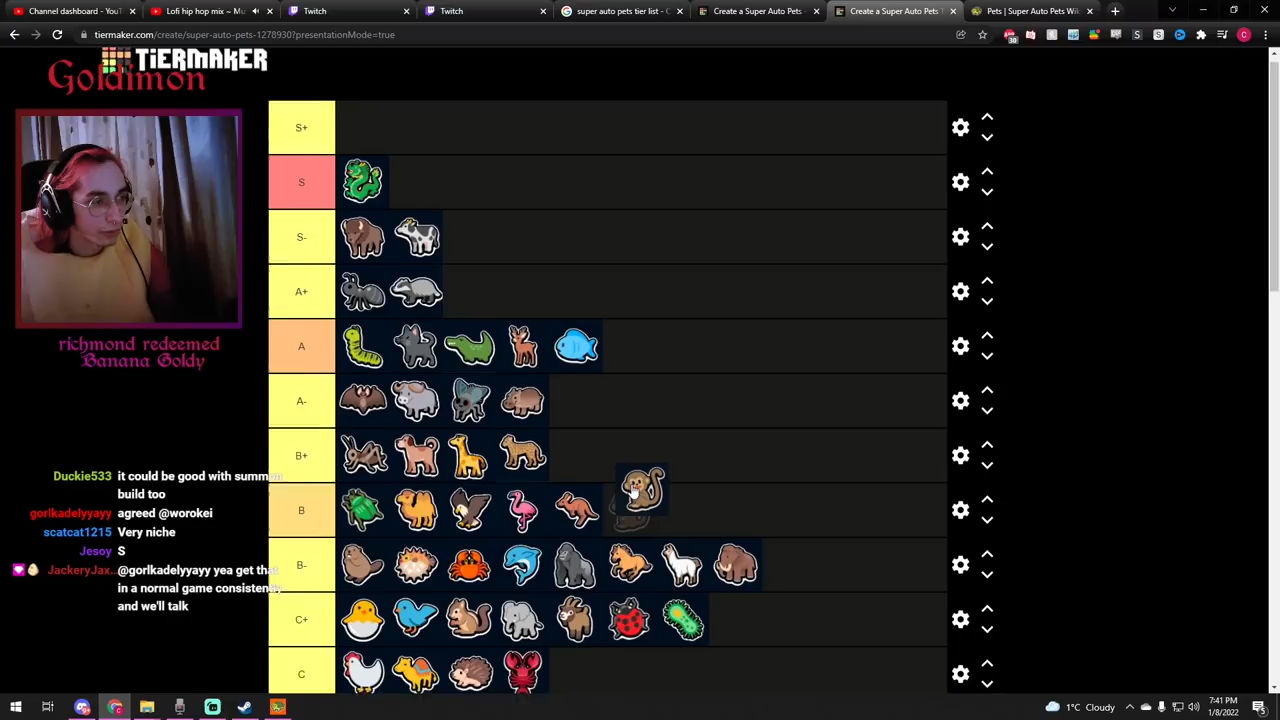 Channel dashboard - YouT
Lofi hip hop mix – Mu
Twitch
Twitch
super auto pets tier list - G
Create a Super Auto Pets
Create a Super Auto Pets T
Pets | Super Auto Pets Wik
tiermaker.com/create/super-auto-pets-1278930?presentationMode=true
30
C
TIERMAKER
Goldimon
richmond redeemed
Banana Goldy
S+
S
S-
A+
A
A-
B+
B
B-
C+
C
Duckie533 it could be good with summon
build too
gorlkadelyyayy agreed @worokei
scatcat1215 Very niche
Jesoy S
JackeryJax... @gorlkadelyyayy yea get that
in a normal game consistently
and we'll talk
1°C Cloudy
7:41 PM
1/8/2022